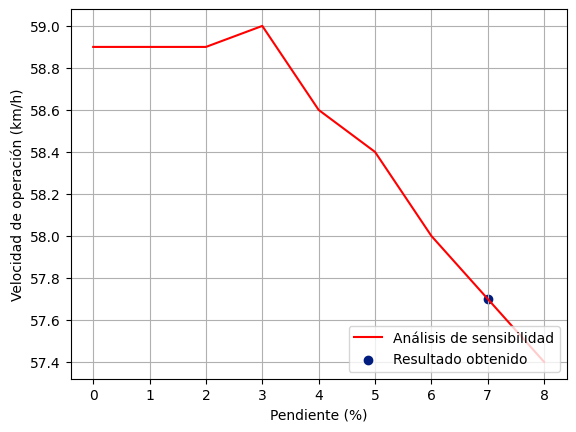 59.0
58.8
58.6
58.4
58.2
58.0
57.8
57.6
57.4
Velocidad de operación (km/h)
0 1 2 3 4 5 6 7 8
Pendiente (%)
Análisis de sensibilidad
Resultado obtenido